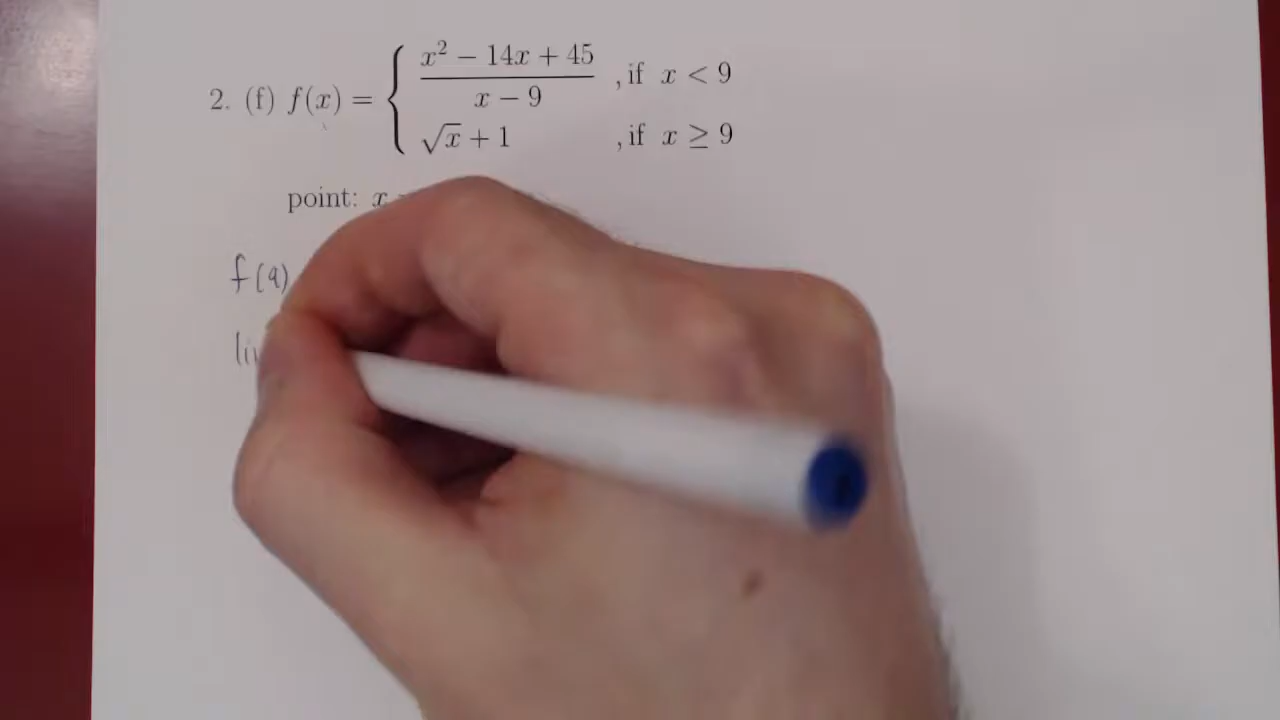 2. (f) f(x) = { x² − 14x + 45 / x − 9 , if x < 9
√x + 1 , if x ≥ 9
point: x
f(9)